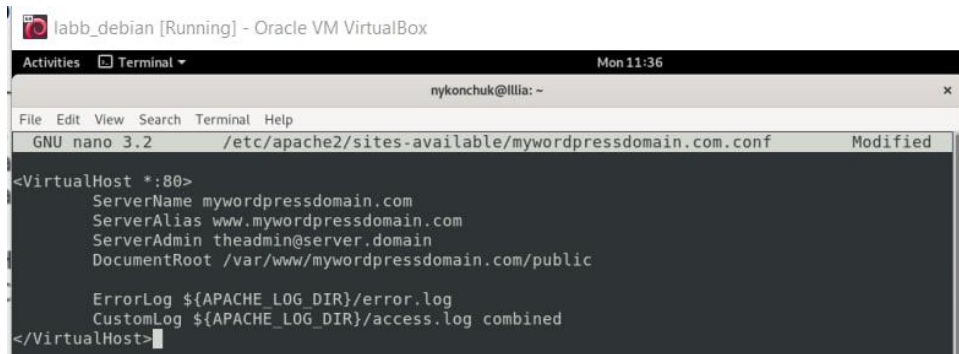 labb_debian [Running] - Oracle VM VirtualBox
Activities Terminal Mon 11:36
nykonchuk@Illia: ~ ×
File Edit View Search Terminal Help
GNU nano 3.2 /etc/apache2/sites-available/mywordpressdomain.com.conf Modified
<VirtualHost *:80>
ServerName mywordpressdomain.com
ServerAlias www.mywordpressdomain.com
ServerAdmin theadmin@server.domain
DocumentRoot /var/www/mywordpressdomain.com/public
ErrorLog ${APACHE_LOG_DIR}/error.log
CustomLog ${APACHE_LOG_DIR}/access.log combined
</VirtualHost>